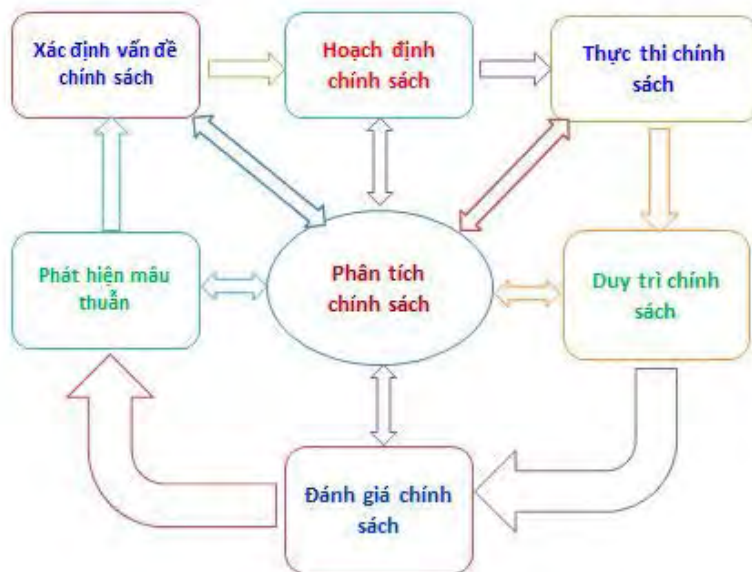 Xác định vấn đề
chính sách
Hoạch định
chính sách
Thực thi chính
sách
Phát hiện mâu
thuẫn
Phân tích
chính sách
Duy trì chính
sách
Đánh giá chính
sách